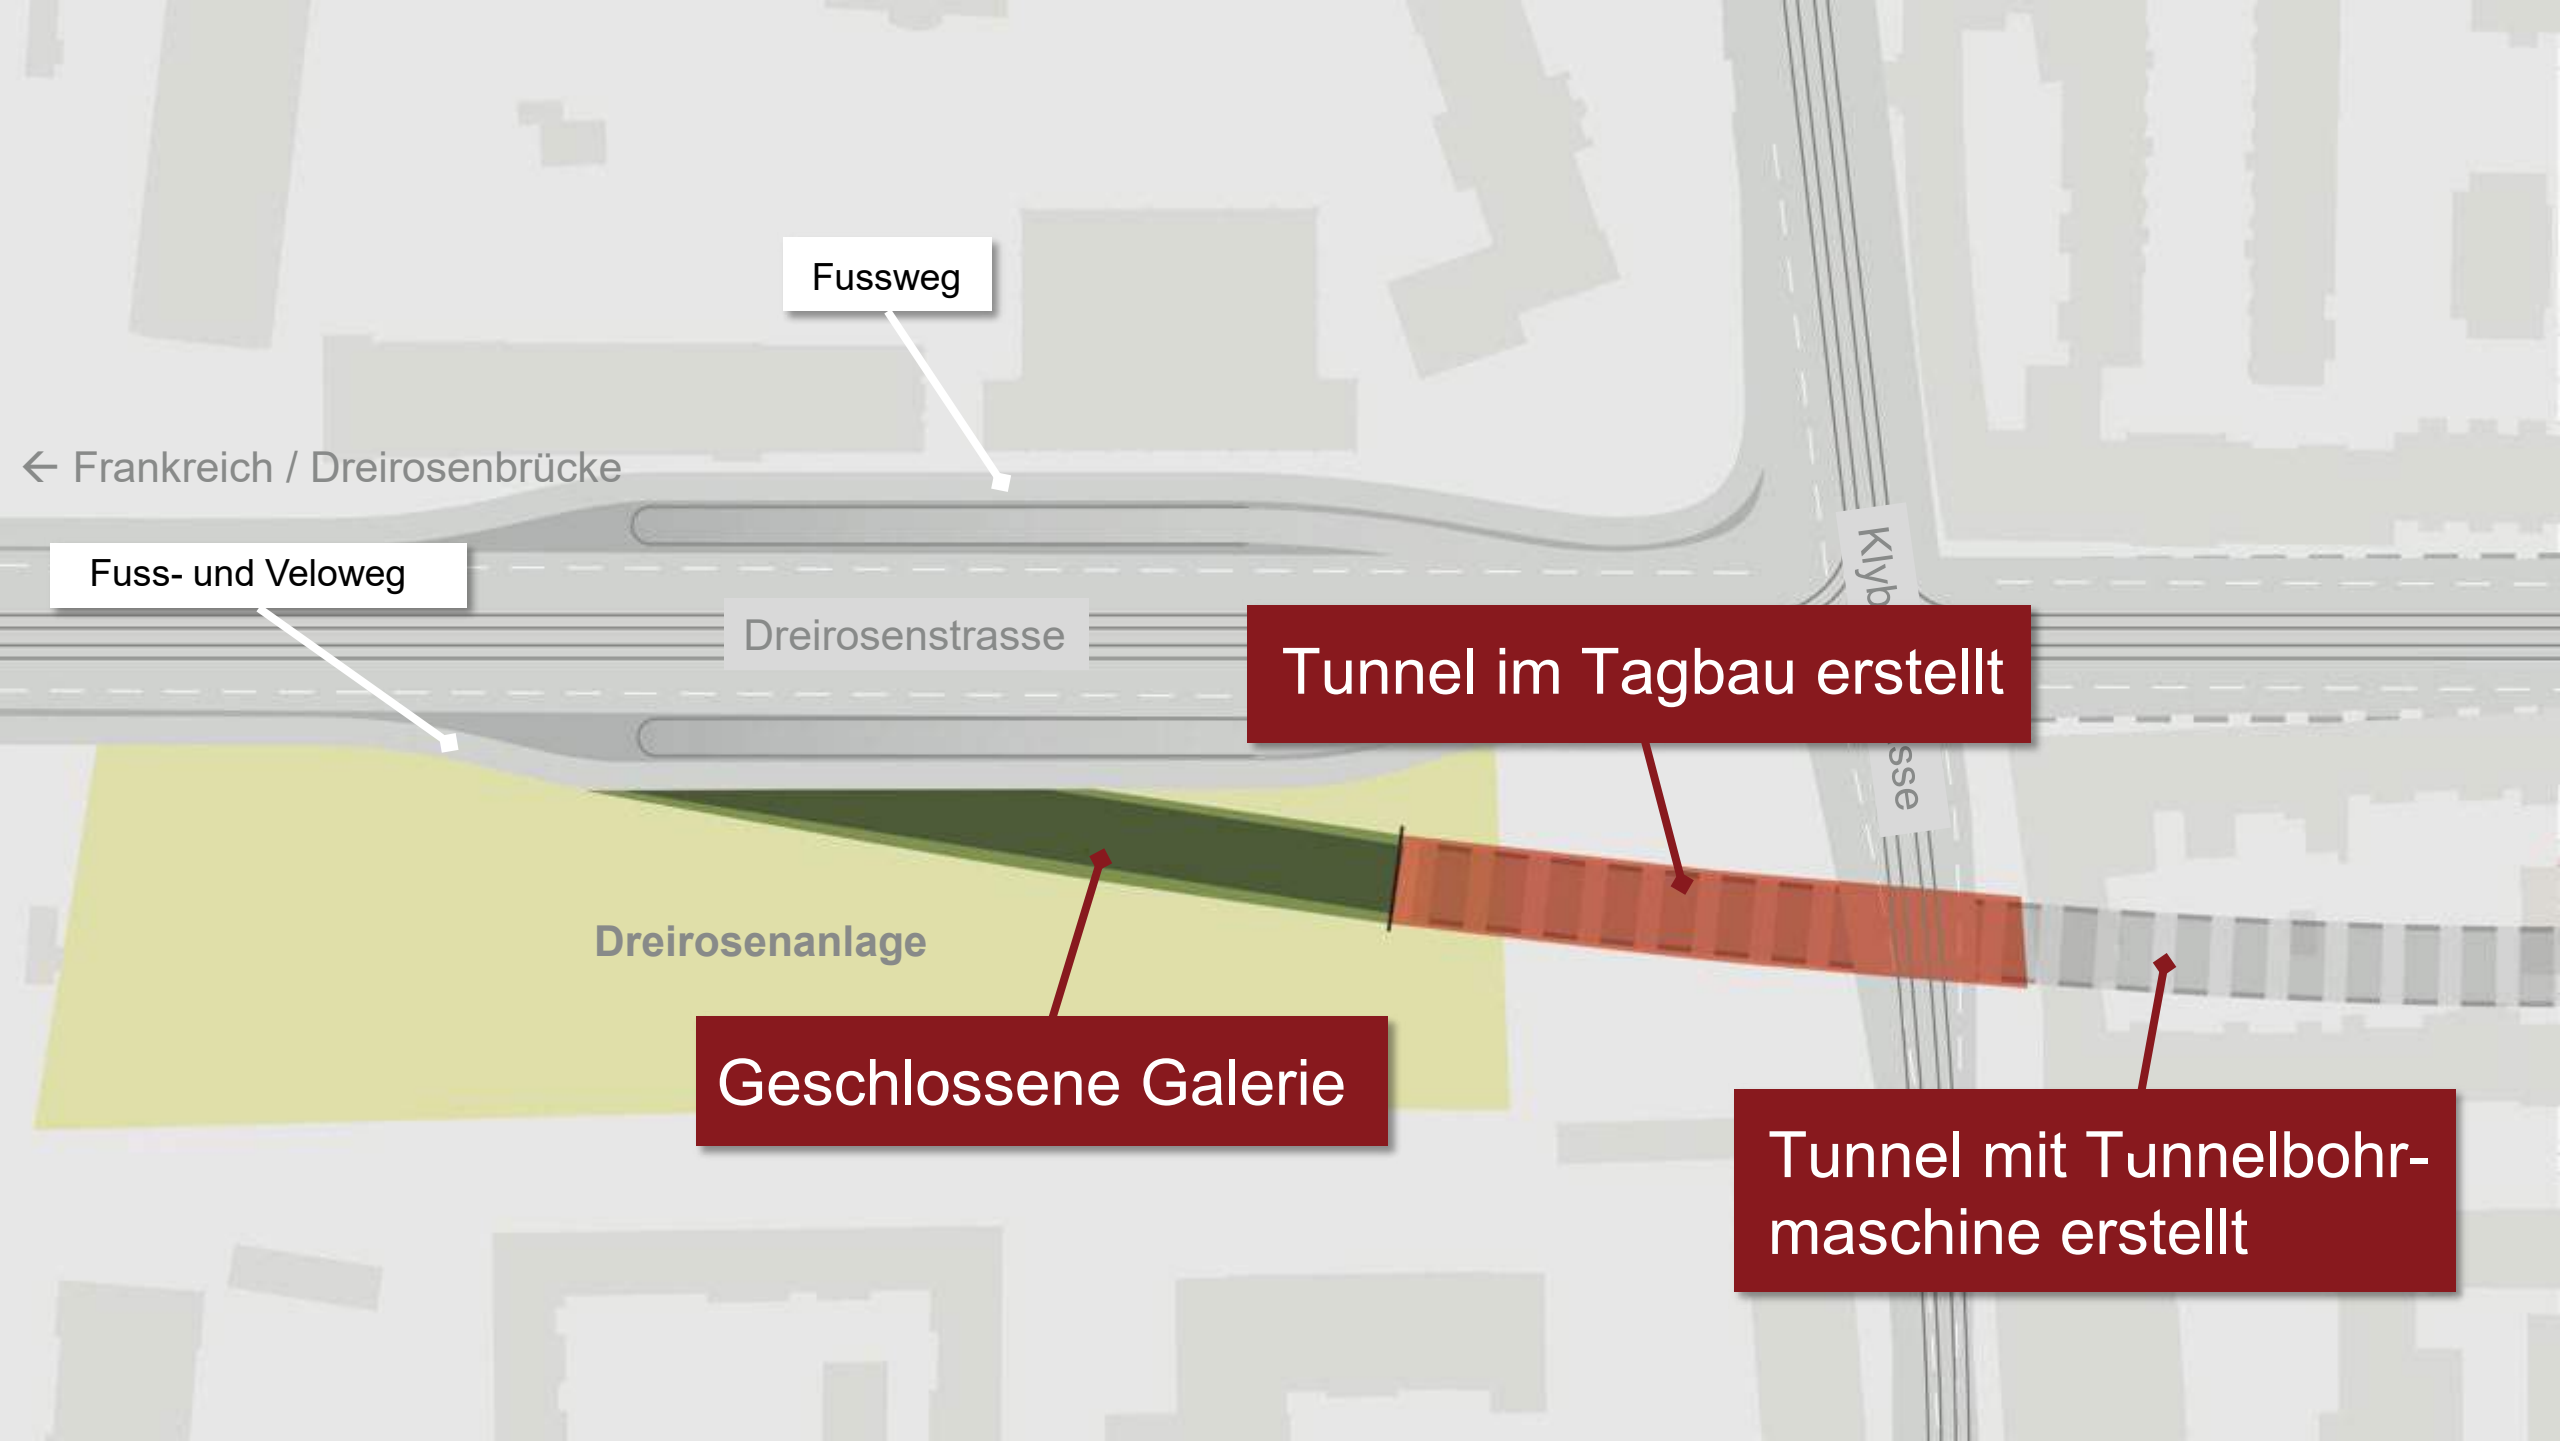 Fussweg
← Frankreich / Dreirosenbrücke
Fuss- und Veloweg
Dreirosenstrasse
Tunnel im Tagbau erstellt
Dreirosenanlage
Geschlossene Galerie
Tunnel mit Tunnelbohr-
maschine erstellt